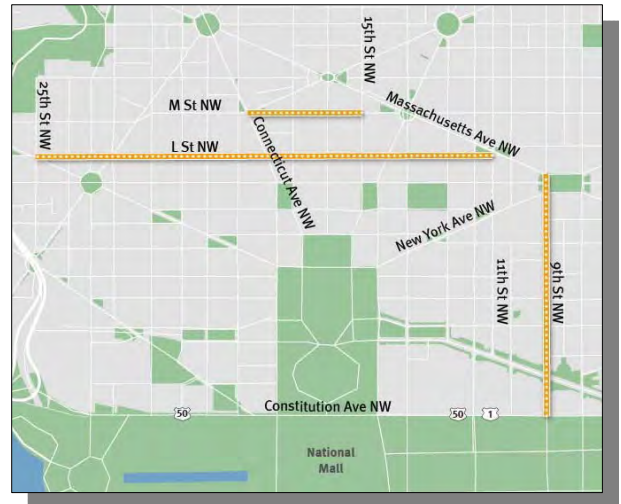 15th St NW
25th St NW
M St NW
Massachusetts Ave NW
Connecticut Ave NW
L St NW
New York Ave NW
11th St NW
9th St NW
Constitution Ave NW
50
50
1
National
Mall